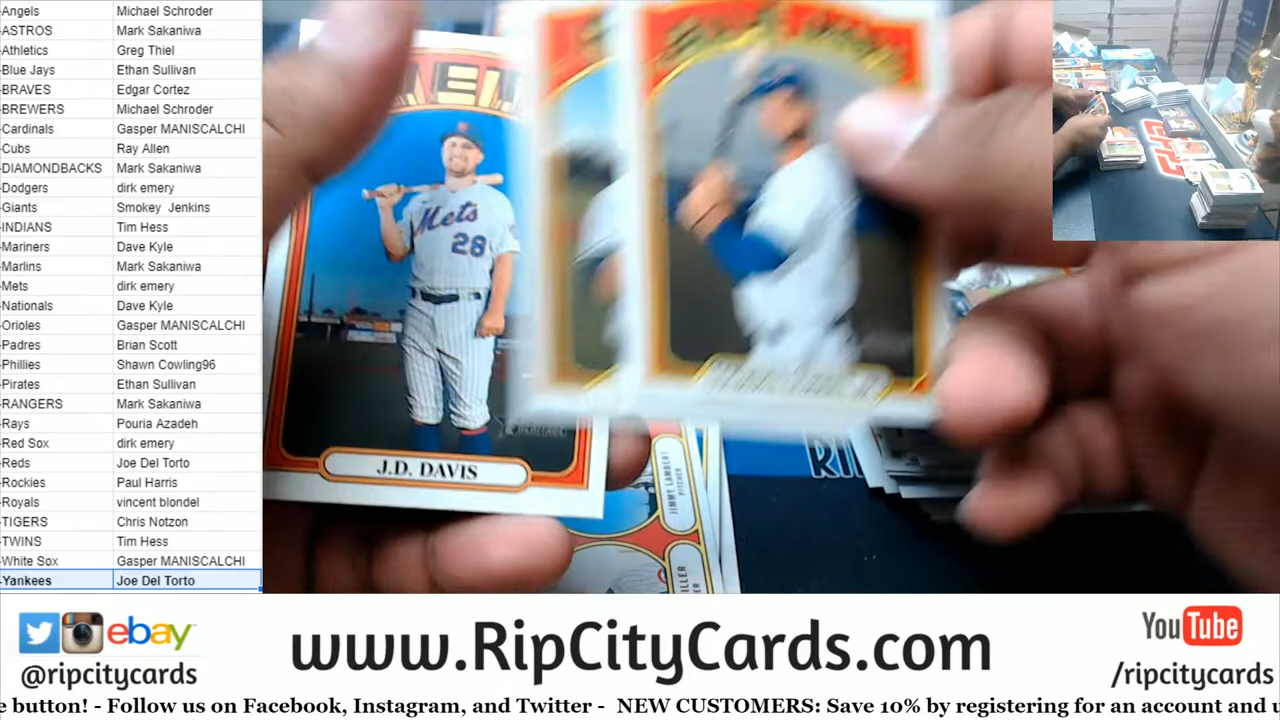 -Angels Michael Schroder
-ASTROS Mark Sakaniwa
-Athletics Greg Thiel
-Blue Jays Ethan Sullivan
-BRAVES Edgar Cortez
-BREWERS Michael Schroder
-Cardinals Gasper MANISCALCHI
-Cubs Ray Allen
-DIAMONDBACKS Mark Sakaniwa
-Dodgers dirk emery
-Giants Smokey Jenkins
-INDIANS Tim Hess
-Mariners Dave Kyle
-Marlins Mark Sakaniwa
-Mets dirk emery
-Nationals Dave Kyle
-Orioles Gasper MANISCALCHI
-Padres Brian Scott
-Phillies Shawn Cowling96
-Pirates Ethan Sullivan
-RANGERS Mark Sakaniwa
-Rays Pouria Azadeh
-Red Sox dirk emery
-Reds Joe Del Torto
-Rockies Paul Harris
-Royals vincent blondel
-TIGERS Chris Notzon
-TWINS Tim Hess
-White Sox Gasper MANISCALCHI
-Yankees Joe Del Torto
Mets
28
J.D. DAVIS
JIMMY LAMBERT
PITCHER
ebay
@ripcitycards
www.RipCityCards.com
YouTube
/ripcitycards
e button! - Follow us on Facebook, Instagram, and Twitter - NEW CUSTOMERS: Save 10% by registering for an account and u